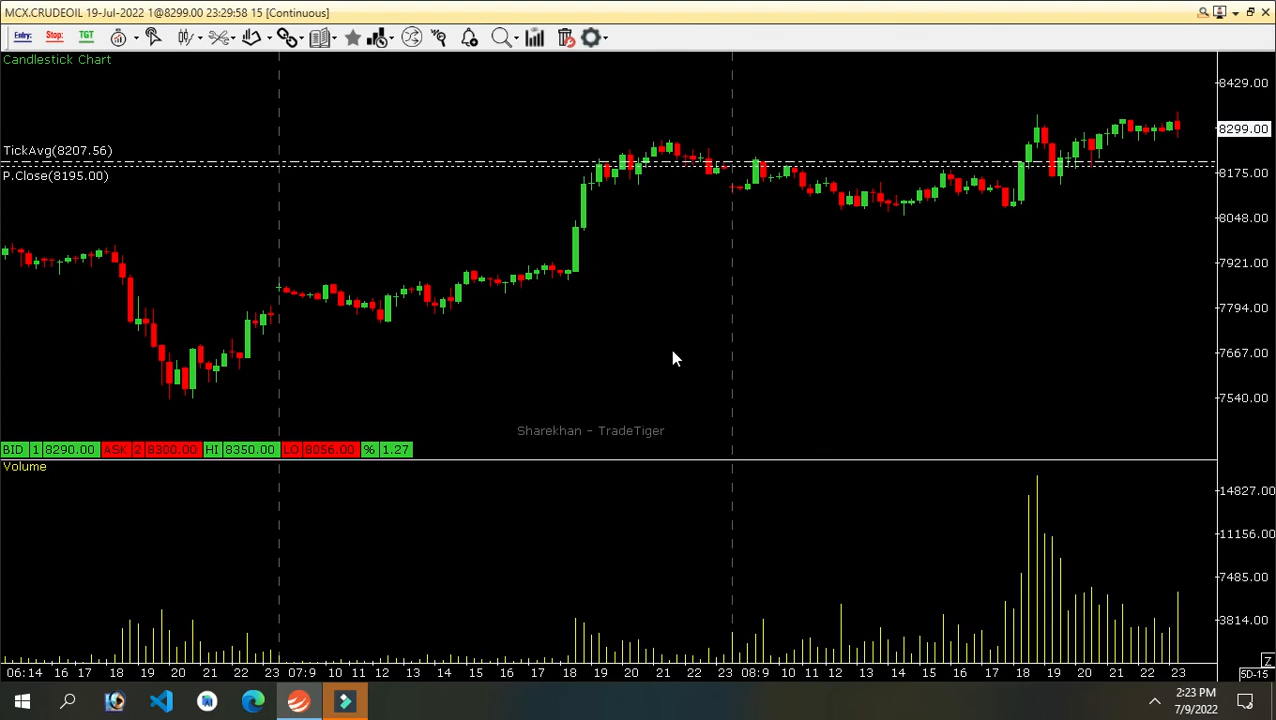 MCX.CRUDEOIL 19-Jul-2022 1@8299.00 23:29:58 15 [Continuous]
Entry: Stop: TGT
Candlestick Chart
8429.00
8299.00
TickAvg(8207.56)
P.Close(8195.00)
8175.00
8048.00
7921.00
7794.00
7667.00
7540.00
Sharekhan - TradeTiger
BID 1 8290.00 ASK 2 8300.00 HI 8350.00 LO 8056.00 % 1.27
Volume
14827.00
11156.00
7485.00
3814.00
Z
06:14 16 17 18 19 20 21 22 23 07:9 10 11 12 13 14 15 16 17 18 19 20 21 22 23 08:9 10 11 12 13 14 15 16 17 18 19 20 21 22 23 5D-15
2:23 PM
7/9/2022